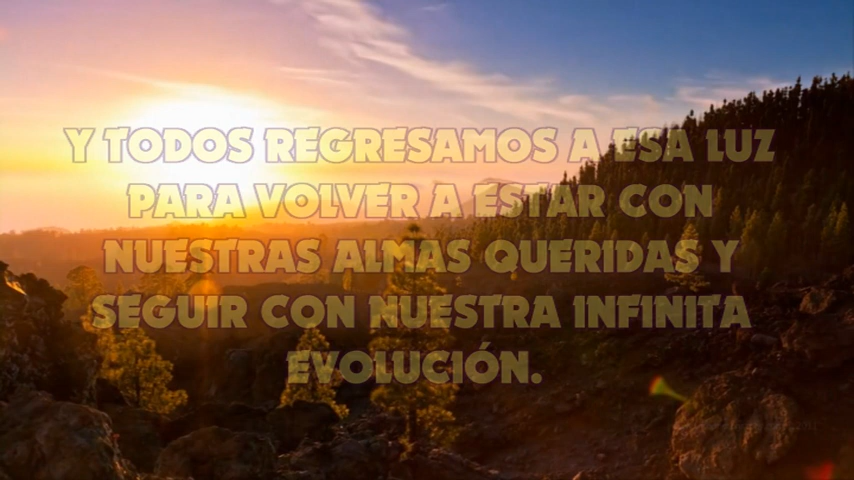 Y TODOS REGRESAMOS A ESA LUZ
PARA VOLVER A ESTAR CON
NUESTRAS ALMAS QUERIDAS Y
SEGUIR CON NUESTRA INFINITA
EVOLUCIÓN.